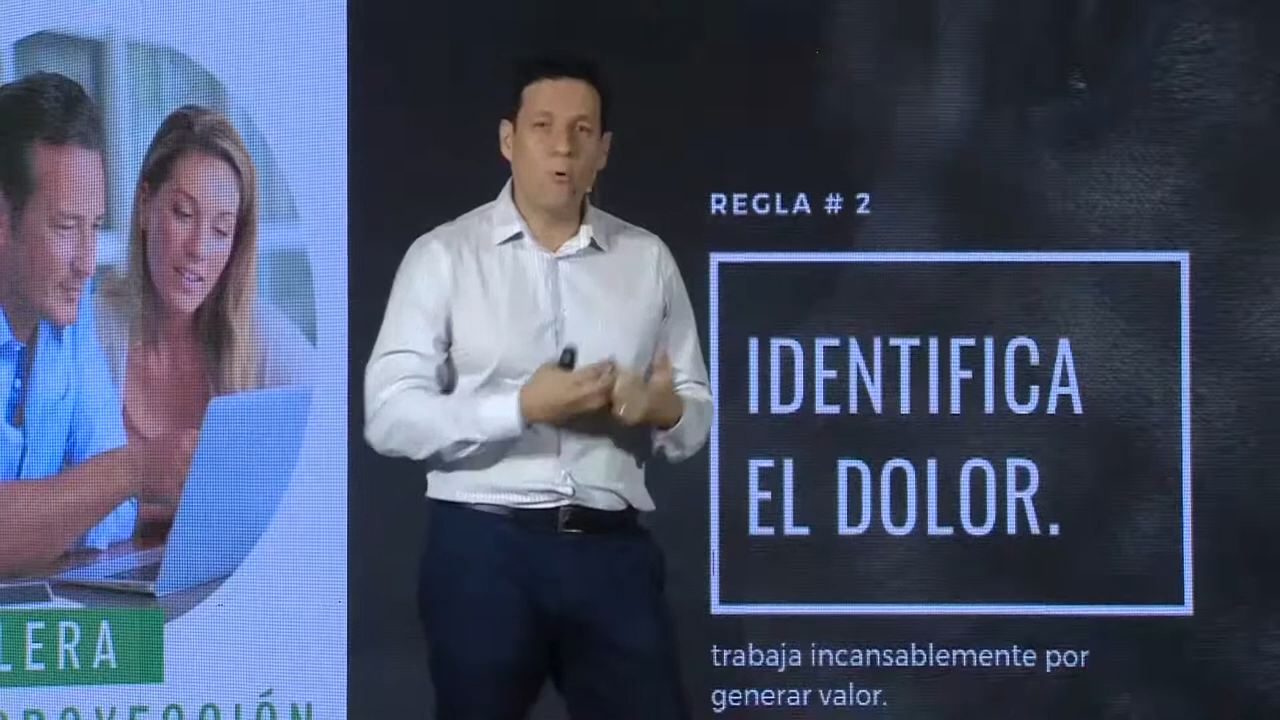 REGLA # 2
IDENTIFICA
EL DOLOR.
trabaja incansablemente por
generar valor.
LERA